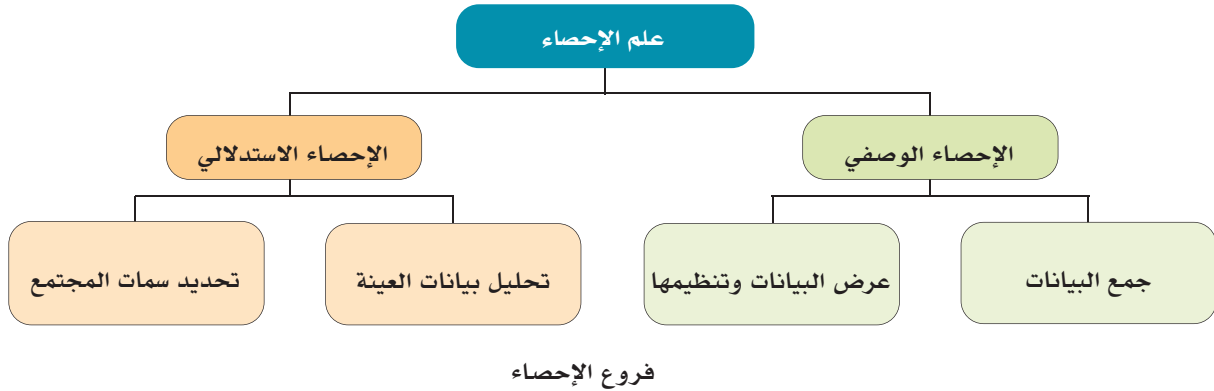 علم الإحصاء
الإحصاء الوصفي
الإحصاء الاستدلالي
جمع البيانات
عرض البيانات وتنظيمها
تحليل بيانات العينة
تحديد سمات المجتمع
فروع الإحصاء